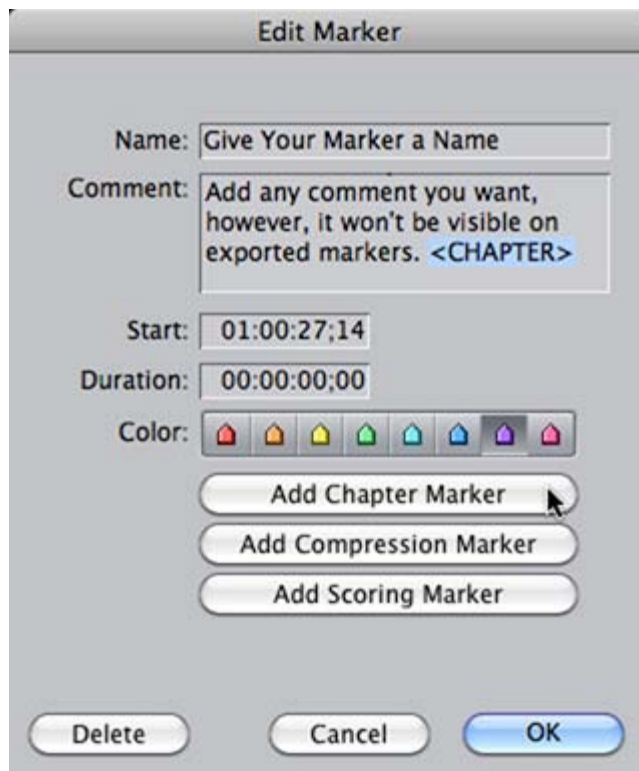 Edit Marker
Name: Give Your Marker a Name
Comment: Add any comment you want,
however, it won't be visible on
exported markers. <CHAPTER>
Start: 01:00:27;14
Duration: 00:00:00;00
Color:
Add Chapter Marker
Add Compression Marker
Add Scoring Marker
Delete Cancel OK